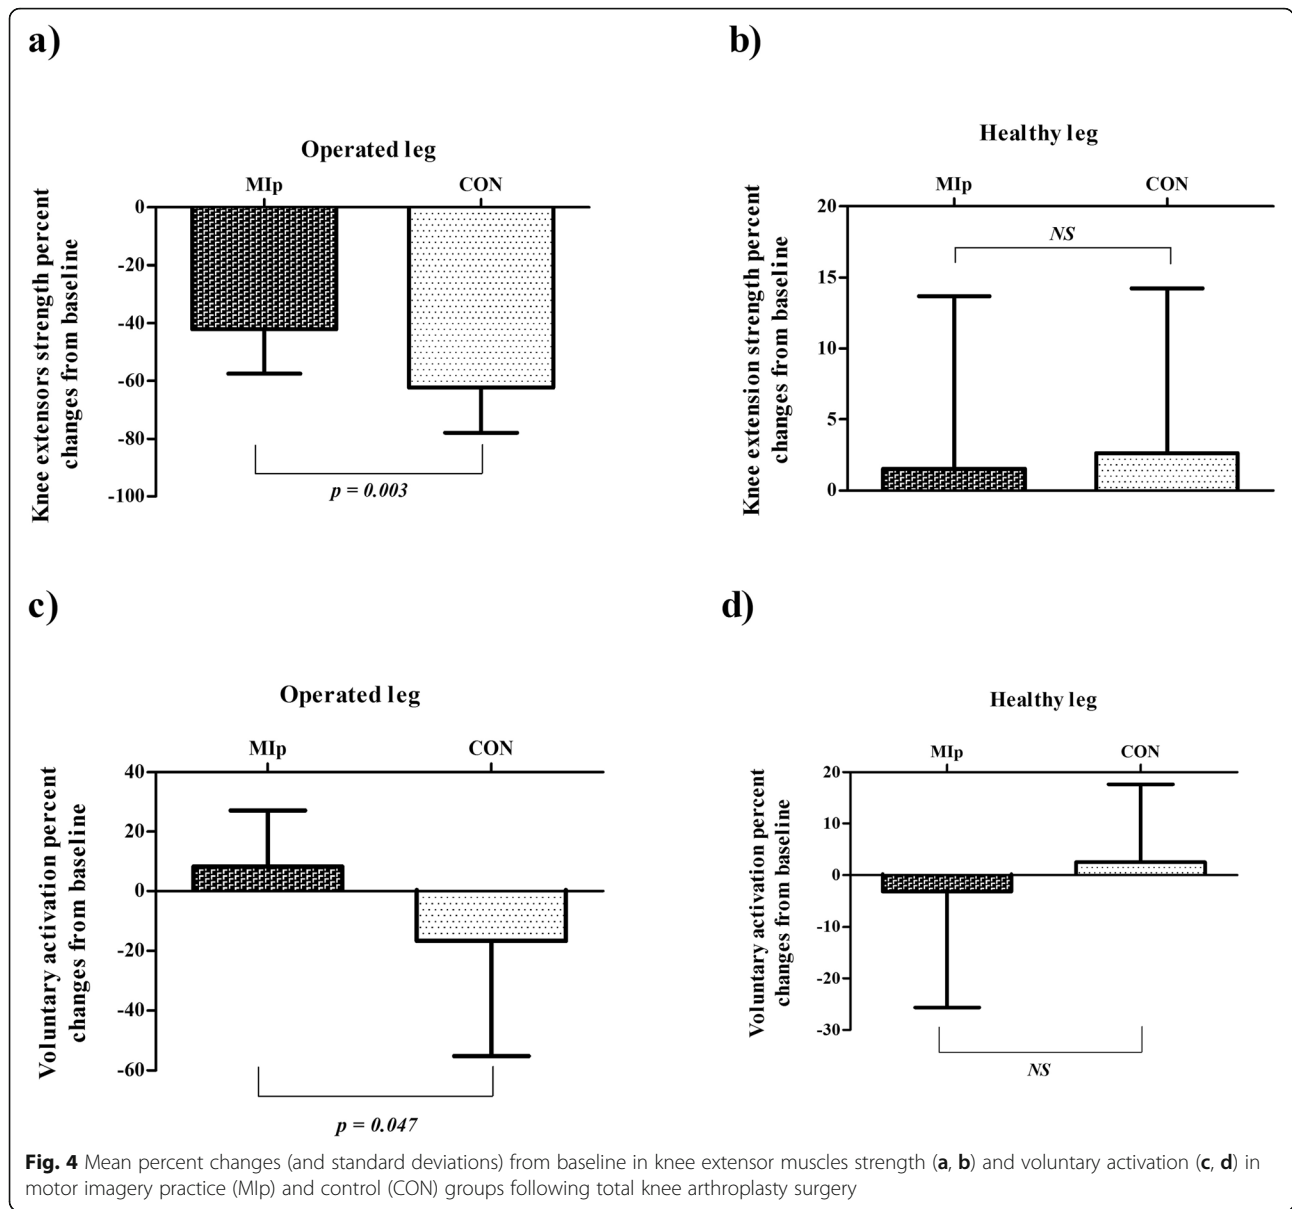 a)
Operated leg
MIp CON
Knee extensors strength percent
changes from baseline
0
-20
-40
-60
-80
-100
p = 0.003
b)
Healthy leg
MIp CON
Knee extension strength percent
changes from baseline
20
15
10
5
0
NS
c)
Operated leg
MIp CON
Voluntary activation percent
changes from baseline
40
20
0
-20
-40
-60
p = 0.047
d)
Healthy leg
MIp CON
Voluntary activation percent
changes from baseline
20
10
0
-10
-20
-30
NS
Fig. 4 Mean percent changes (and standard deviations) from baseline in knee extensor muscles strength (a, b) and voluntary activation (c, d) in
motor imagery practice (MIp) and control (CON) groups following total knee arthroplasty surgery